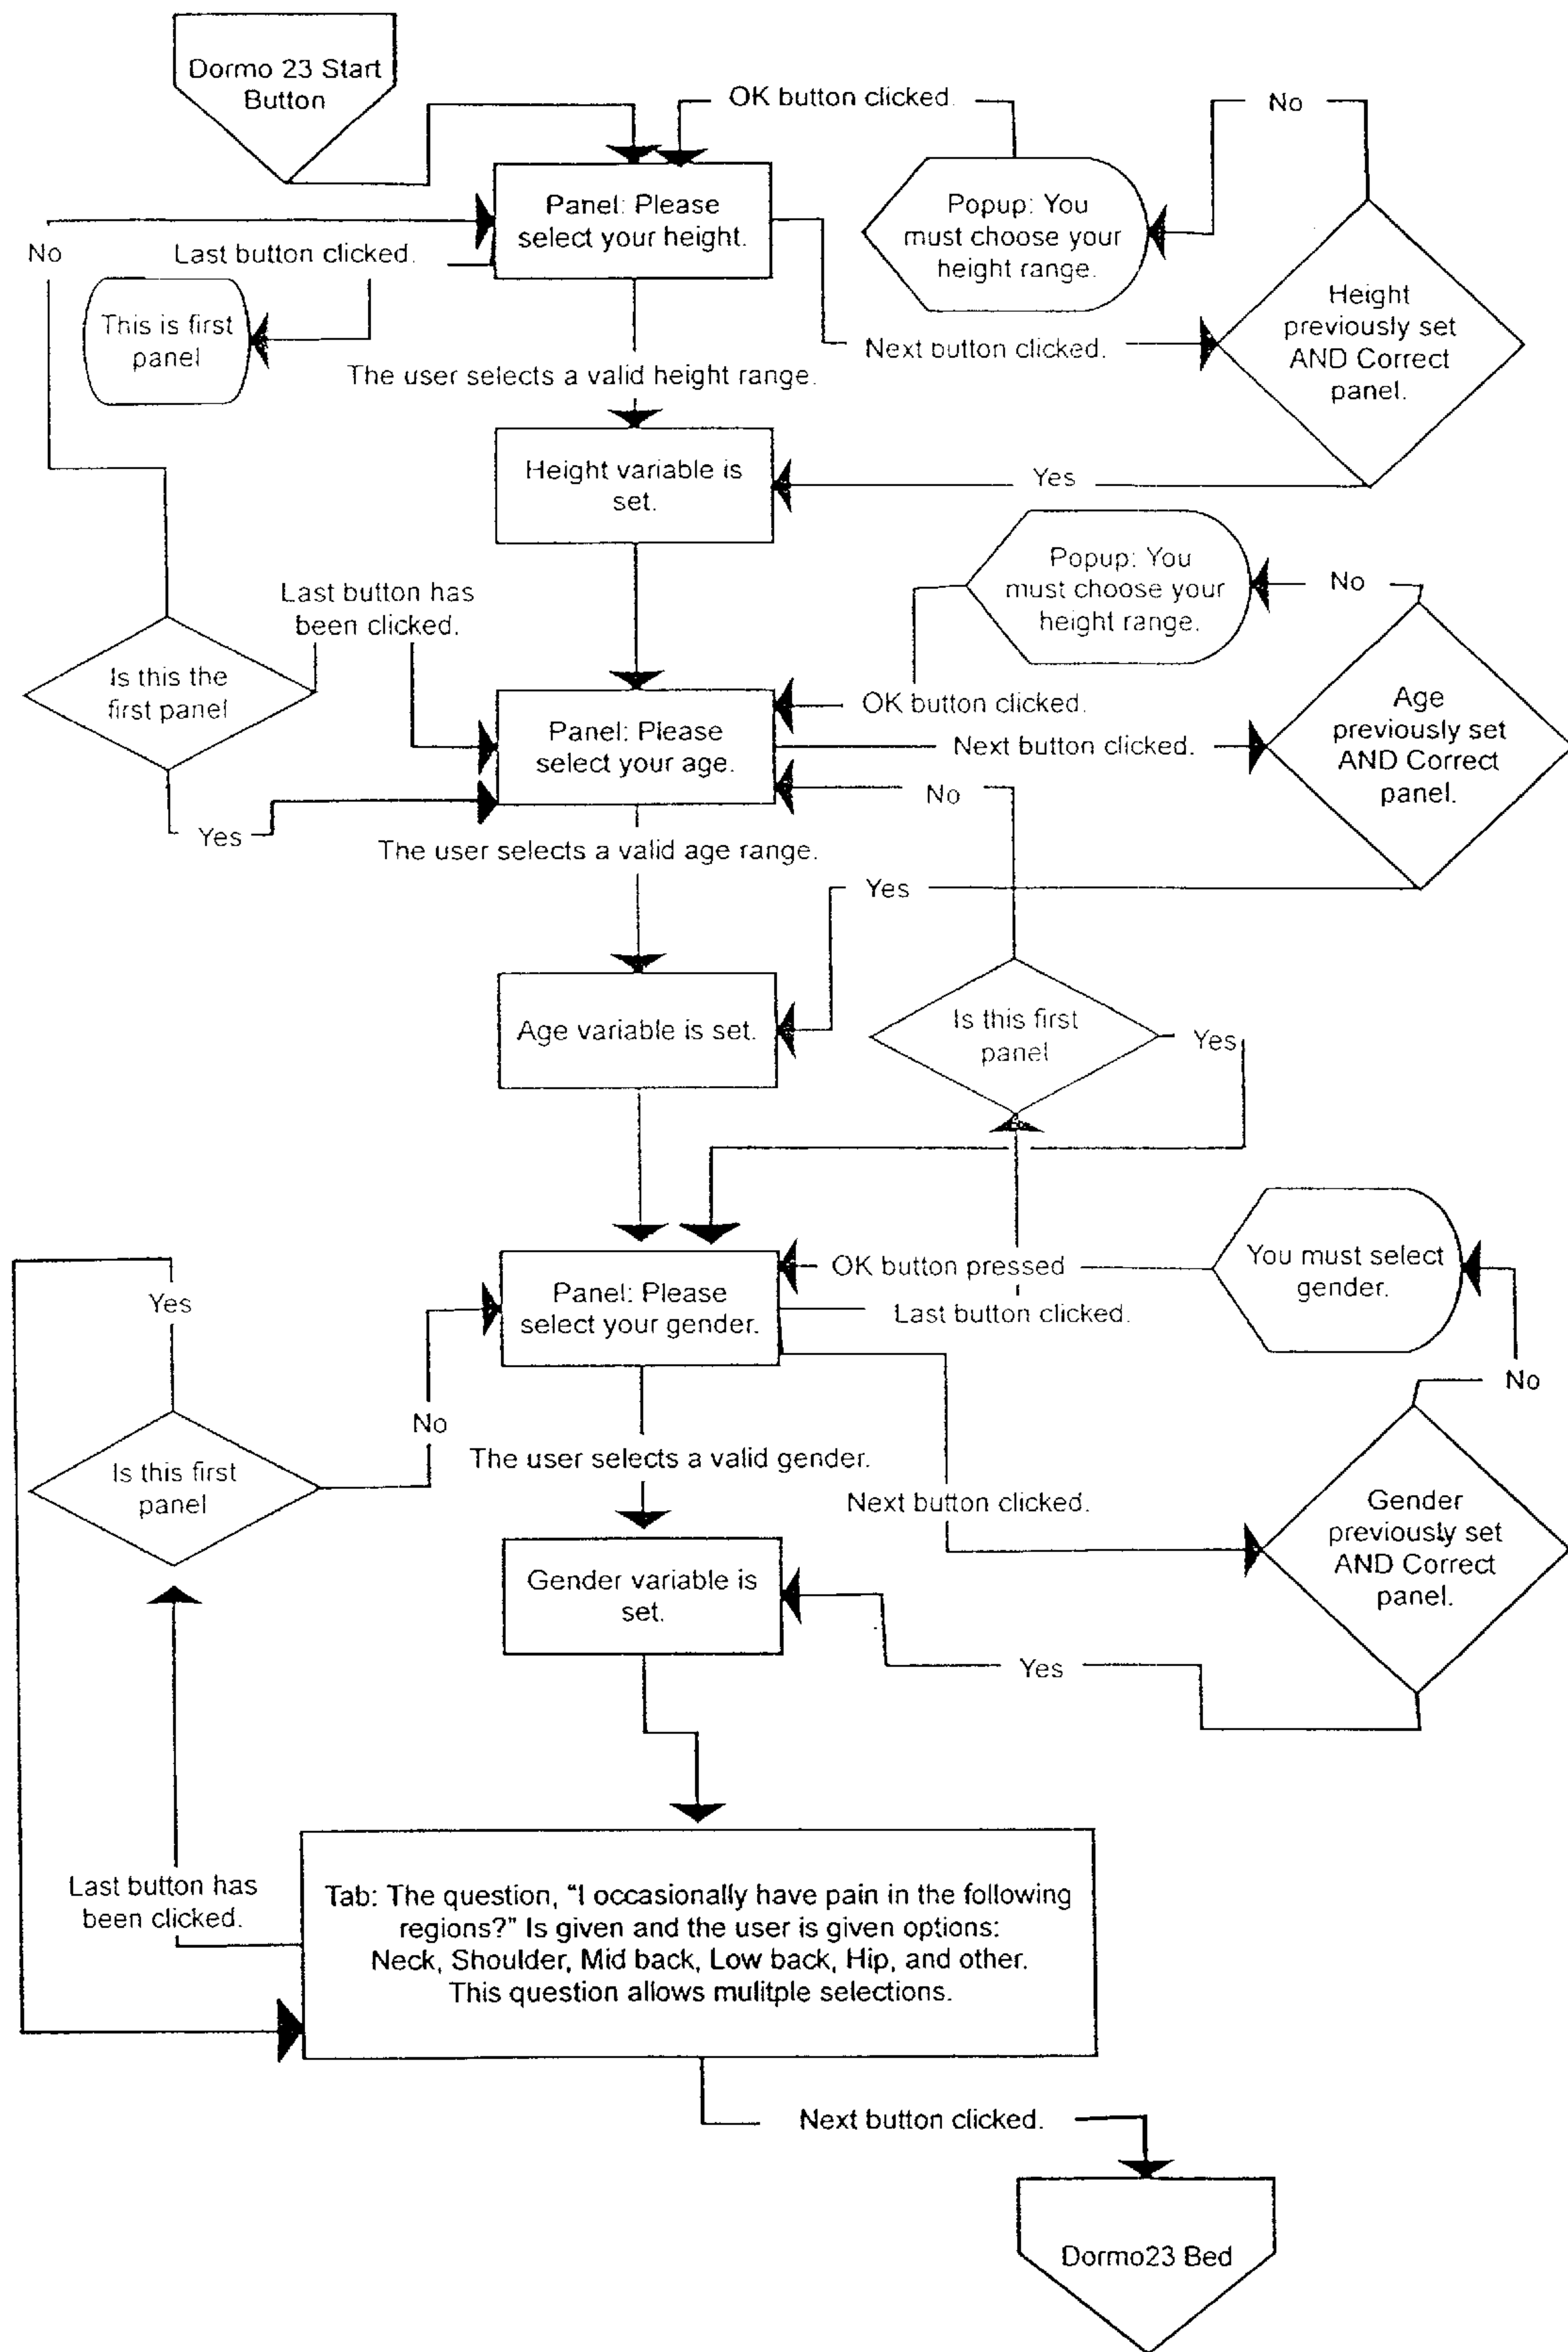 Dormo 23 Start
Button
OK button clicked.
No
Panel: Please
select your height.
Popup: You
must choose your
height range.
No
Last button clicked.
This is first
panel
Height
previously set
AND Correct
panel.
Next button clicked.
The user selects a valid height range.
Height variable is
set.
Yes
Popup: You
must choose your
height range.
No
Last button has
been clicked.
Is this the
first panel
OK button clicked.
Panel: Please
select your age.
Next button clicked.
Age
previously set
AND Correct
panel.
No
Yes
The user selects a valid age range.
Yes
Age variable is set.
Is this first
panel
Yes
OK button pressed
You must select
gender.
Yes
Panel: Please
select your gender.
Last button clicked.
No
No
The user selects a valid gender.
Is this first
panel
Next button clicked.
Gender
previously set
AND Correct
panel.
Gender variable is
set.
Yes
Last button has
been clicked.
Tab: The question, “I occasionally have pain in the following
regions?” Is given and the user is given options:
Neck, Shoulder, Mid back, Low back, Hip, and other.
This question allows mulitple selections.
Next button clicked.
Dormo23 Bed